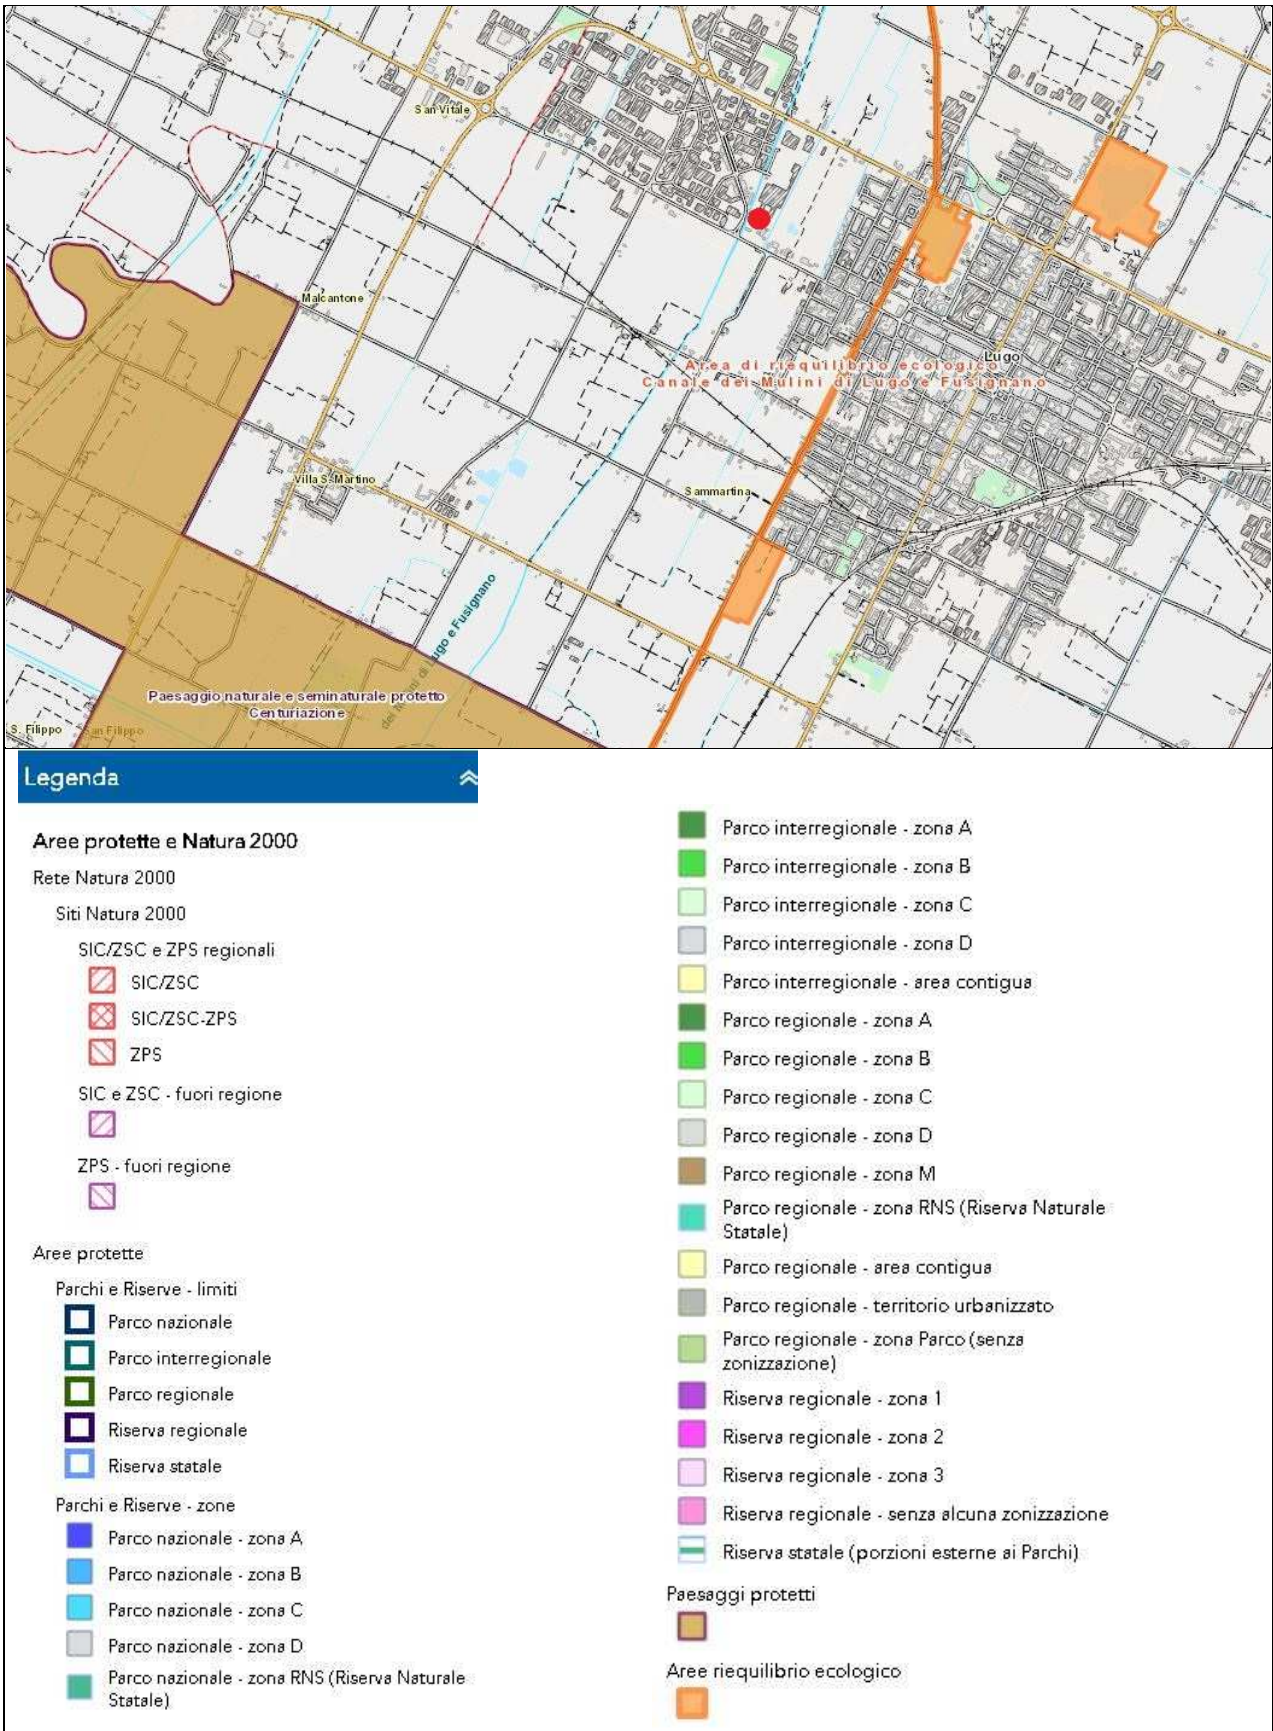 San Vitale
Malcantone
Lugo
Area di riequilibrio ecologico
Canale dei Mulini di Lugo e Fusignano
Villa S. Martino
Sammartina
dei Mulini di Lugo e Fusignano
Paesaggio naturale e seminaturale protetto
Centuriazione
S. Filippo
San Filippo
Legenda
Aree protette e Natura 2000
Rete Natura 2000
Siti Natura 2000
SIC/ZSC e ZPS regionali
SIC/ZSC
SIC/ZSC-ZPS
ZPS
SIC e ZSC - fuori regione
ZPS - fuori regione
Aree protette
Parchi e Riserve - limiti
Parco nazionale
Parco interregionale
Parco regionale
Riserva regionale
Riserva statale
Parchi e Riserve - zone
Parco nazionale - zona A
Parco nazionale - zona B
Parco nazionale - zona C
Parco nazionale - zona D
Parco nazionale - zona RNS (Riserva Naturale
Statale)
Parco interregionale - zona A
Parco interregionale - zona B
Parco interregionale - zona C
Parco interregionale - zona D
Parco interregionale - area contigua
Parco regionale - zona A
Parco regionale - zona B
Parco regionale - zona C
Parco regionale - zona D
Parco regionale - zona M
Parco regionale - zona RNS (Riserva Naturale
Statale)
Parco regionale - area contigua
Parco regionale - territorio urbanizzato
Parco regionale - zona Parco (senza
zonizzazione)
Riserva regionale - zona 1
Riserva regionale - zona 2
Riserva regionale - zona 3
Riserva regionale - senza alcuna zonizzazione
Riserva statale (porzioni esterne ai Parchi)
Paesaggi protetti
Aree riequilibrio ecologico